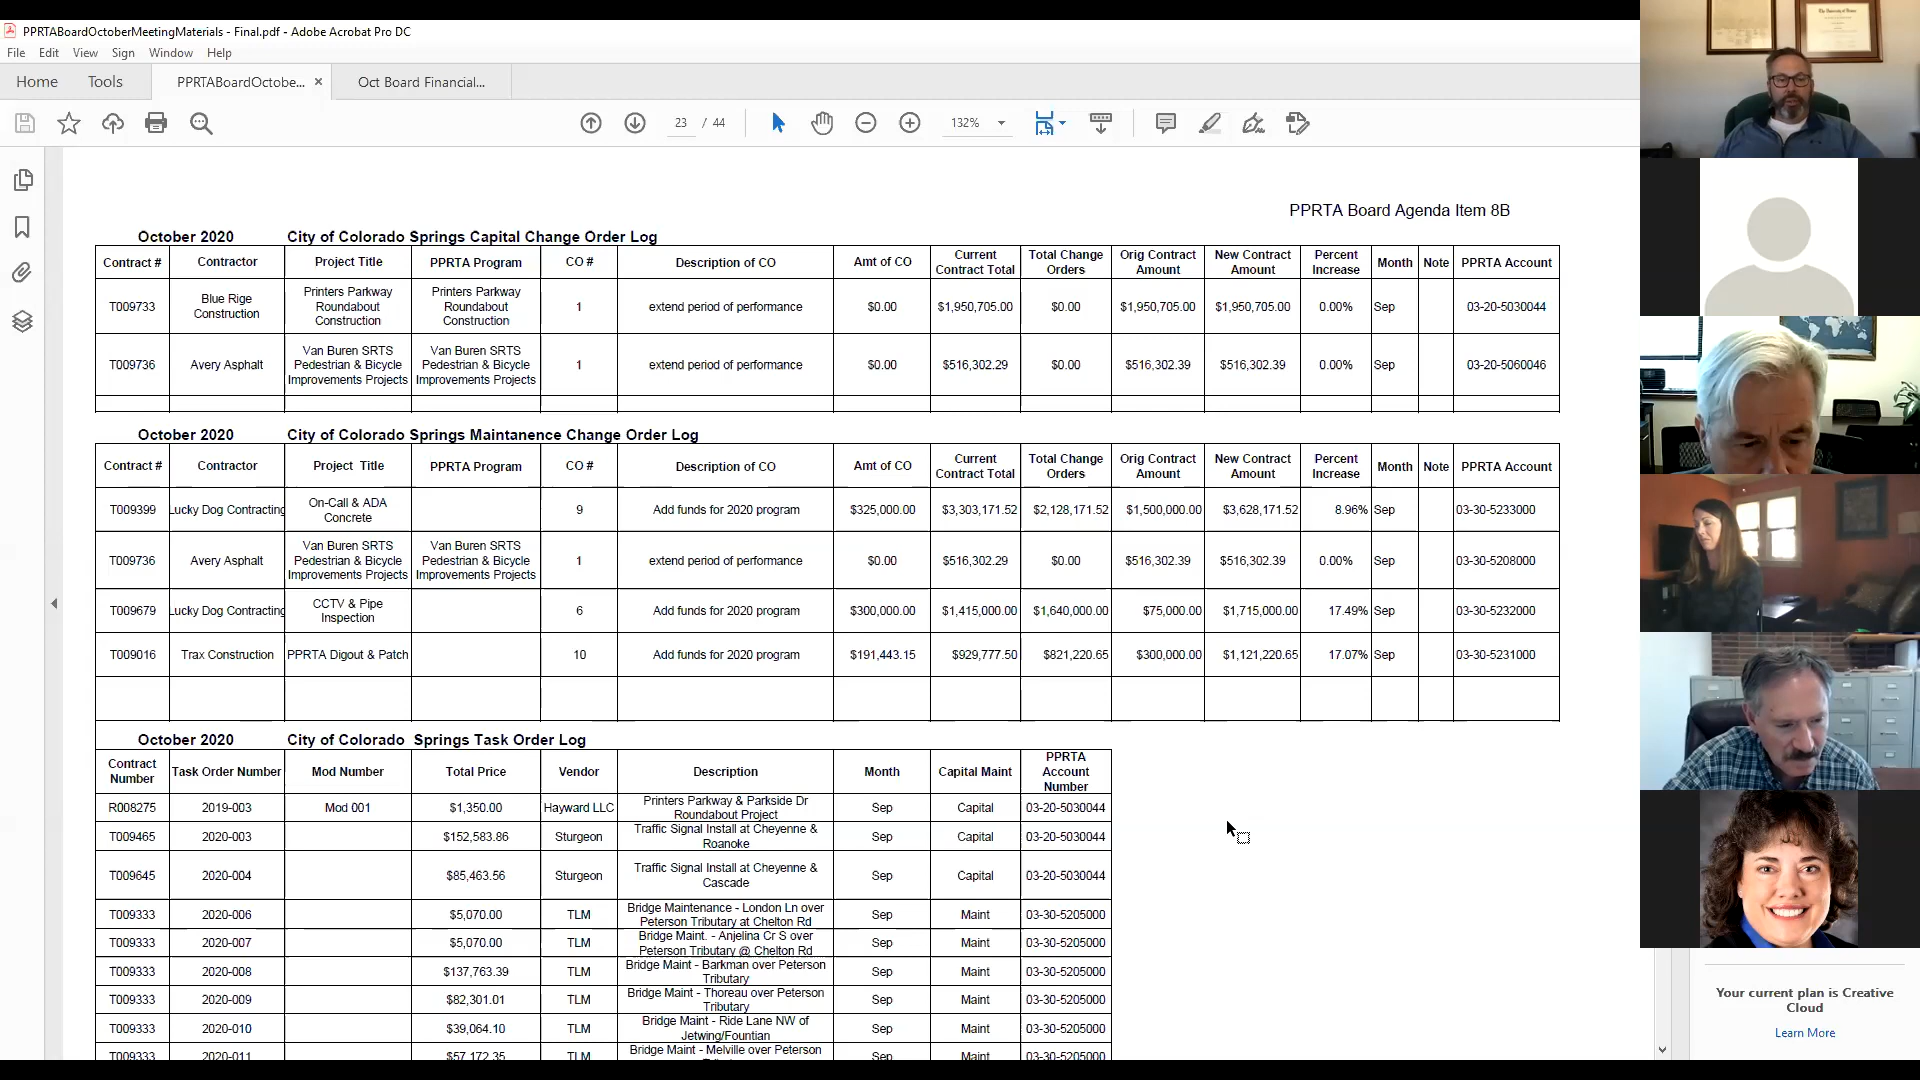 PPRTABoardOctoberMeetingMaterials - Final.pdf - Adobe Acrobat Pro DC
File Edit View Sign Window Help
Home Tools PPRTABoardOctobe... × Oct Board Financial...
23 / 44 132%
PPRTA Board Agenda Item 8B
October 2020 City of Colorado Springs Capital Change Order Log
Contract # Contractor Project Title PPRTA Program CO # Description of CO Amt of CO Current Contract Total Total Change Orders Orig Contract Amount New Contract Amount Percent Increase Month Note PPRTA Account
T009733 Blue Rige Construction Printers Parkway Roundabout Construction Printers Parkway Roundabout Construction 1 extend period of performance $0.00 $1,950,705.00 $0.00 $1,950,705.00 $1,950,705.00 0.00% Sep 03-20-5030044
T009736 Avery Asphalt Van Buren SRTS Pedestrian & Bicycle Improvements Projects Van Buren SRTS Pedestrian & Bicycle Improvements Projects 1 extend period of performance $0.00 $516,302.29 $0.00 $516,302.39 $516,302.39 0.00% Sep 03-20-5060046
October 2020 City of Colorado Springs Maintanence Change Order Log
Contract # Contractor Project Title PPRTA Program CO # Description of CO Amt of CO Current Contract Total Total Change Orders Orig Contract Amount New Contract Amount Percent Increase Month Note PPRTA Account
T009399 Lucky Dog Contracting On-Call & ADA Concrete 9 Add funds for 2020 program $325,000.00 $3,303,171.52 $2,128,171.52 $1,500,000.00 $3,628,171.52 8.96% Sep 03-30-5233000
T009736 Avery Asphalt Van Buren SRTS Pedestrian & Bicycle Improvements Projects Van Buren SRTS Pedestrian & Bicycle Improvements Projects 1 extend period of performance $0.00 $516,302.29 $0.00 $516,302.39 $516,302.39 0.00% Sep 03-30-5208000
T009679 Lucky Dog Contracting CCTV & Pipe Inspection 6 Add funds for 2020 program $300,000.00 $1,415,000.00 $1,640,000.00 $75,000.00 $1,715,000.00 17.49% Sep 03-30-5232000
T009016 Trax Construction PPRTA Digout & Patch 10 Add funds for 2020 program $191,443.15 $929,777.50 $821,220.65 $300,000.00 $1,121,220.65 17.07% Sep 03-30-5231000
October 2020 City of Colorado Springs Task Order Log
Contract Number Task Order Number Mod Number Total Price Vendor Description Month Capital Maint PPRTA Account Number
R008275 2019-003 Mod 001 $1,350.00 Hayward LLC Printers Parkway & Parkside Dr Roundabout Project Sep Capital 03-20-5030044
T009465 2020-003 $152,583.86 Sturgeon Traffic Signal Install at Cheyenne & Roanoke Sep Capital 03-20-5030044
T009645 2020-004 $85,463.56 Sturgeon Traffic Signal Install at Cheyenne & Cascade Sep Capital 03-20-5030044
T009333 2020-006 $5,070.00 TLM Bridge Maintenance - London Ln over Peterson Tributary at Chelton Rd Sep Maint 03-30-5205000
T009333 2020-007 $5,070.00 TLM Bridge Maint. - Anjelina Cr S over Peterson Tributary @ Chelton Rd Sep Maint 03-30-5205000
T009333 2020-008 $137,763.39 TLM Bridge Maint - Barkman over Peterson Tributary Sep Maint 03-30-5205000
T009333 2020-009 $82,301.01 TLM Bridge Maint - Thoreau over Peterson Tributary Sep Maint 03-30-5205000
T009333 2020-010 $39,064.10 TLM Bridge Maint - Ride Lane NW of Jetwing/Fountian Sep Maint 03-30-5205000
T009333 2020-011 $57,172.35 TLM Bridge Maint - Melville over Peterson Sep Maint 03-30-5205000
Your current plan is Creative
Cloud
Learn More